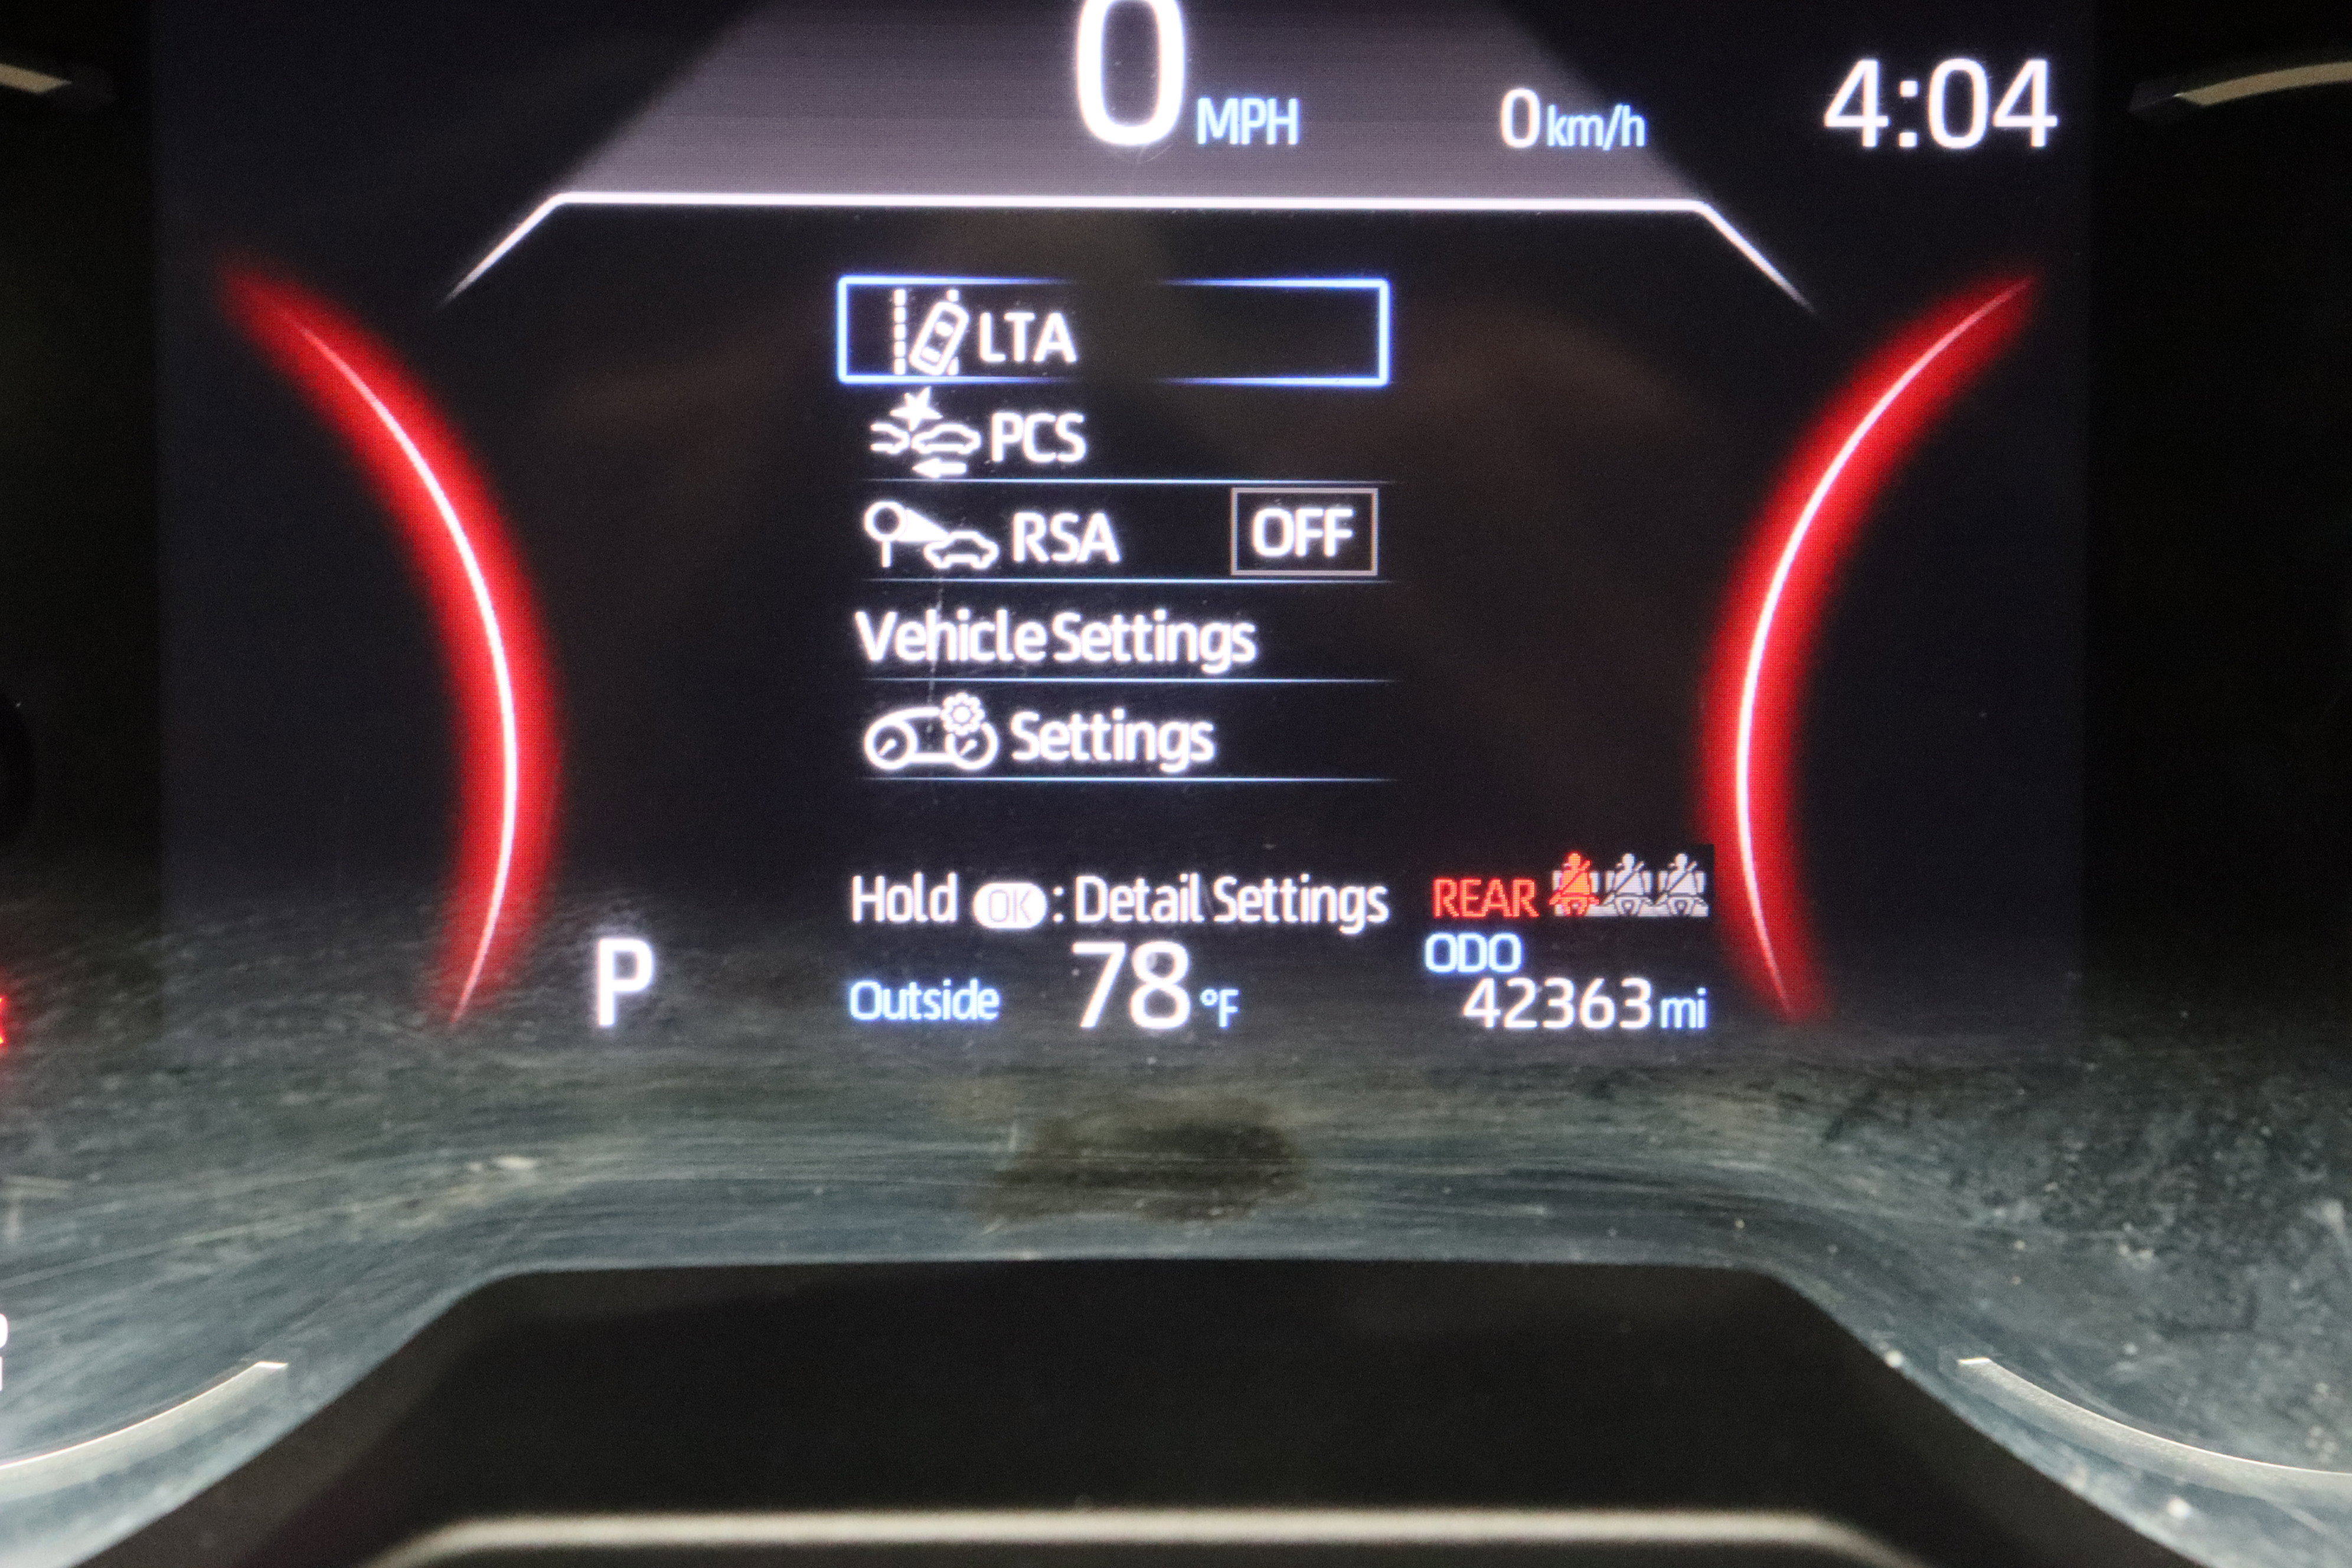 0 MPH 0 km/h 4:04
LTA
PCS
RSA OFF
Vehicle Settings
Settings
Hold OK : Detail Settings REAR
ODO
P Outside 78 °F 42363 mi